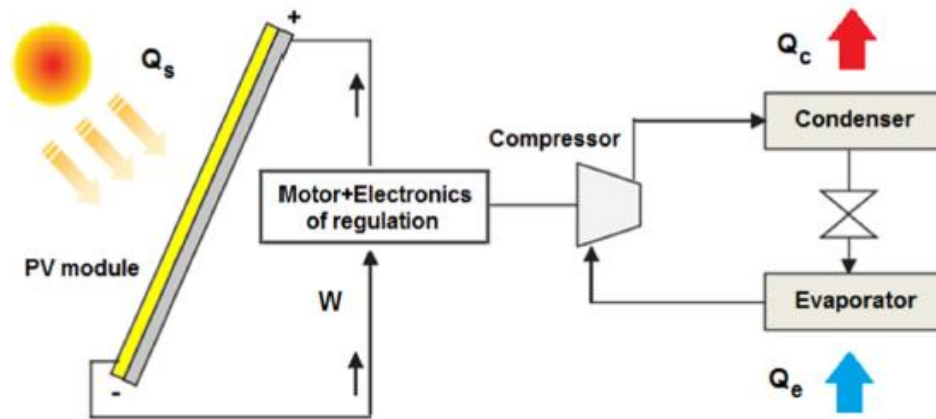 +
Qs
Qc
Compressor
Condenser
Motor+Electronics
of regulation
PV module
W
Evaporator
-
Qe